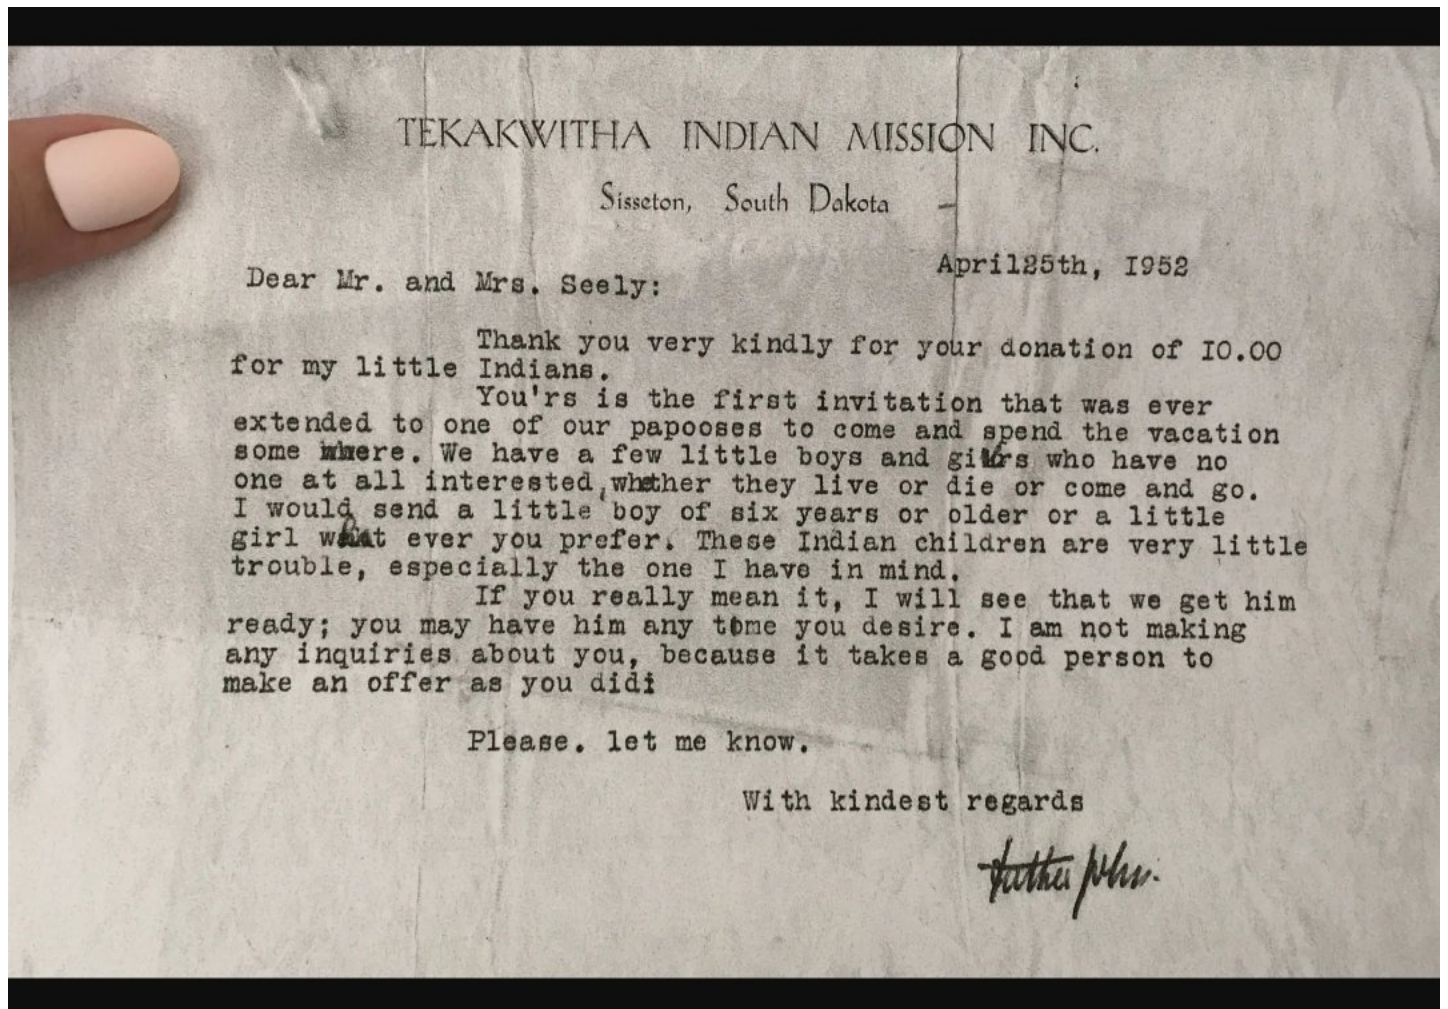 TEKAKWITHA INDIAN MISSION INC.
Sisseton, South Dakota
April25th, I952
Dear Mr. and Mrs. Seely:
Thank you very kindly for your donation of IO.OO
for my little Indians.
You'rs is the first invitation that was ever
extended to one of our papooses to come and spend the vacation
some where. We have a few little boys and girls who have no
one at all interested,whether they live or die or come and go.
I would send a little boy of six years or older or a little
girl what ever you prefer. These Indian children are very little
trouble, especially the one I have in mind.
If you really mean it, I will see that we get him
ready; you may have him any time you desire. I am not making
any inquiries about you, because it takes a good person to
make an offer as you did!
Please. let me know.
With kindest regards
Father John.